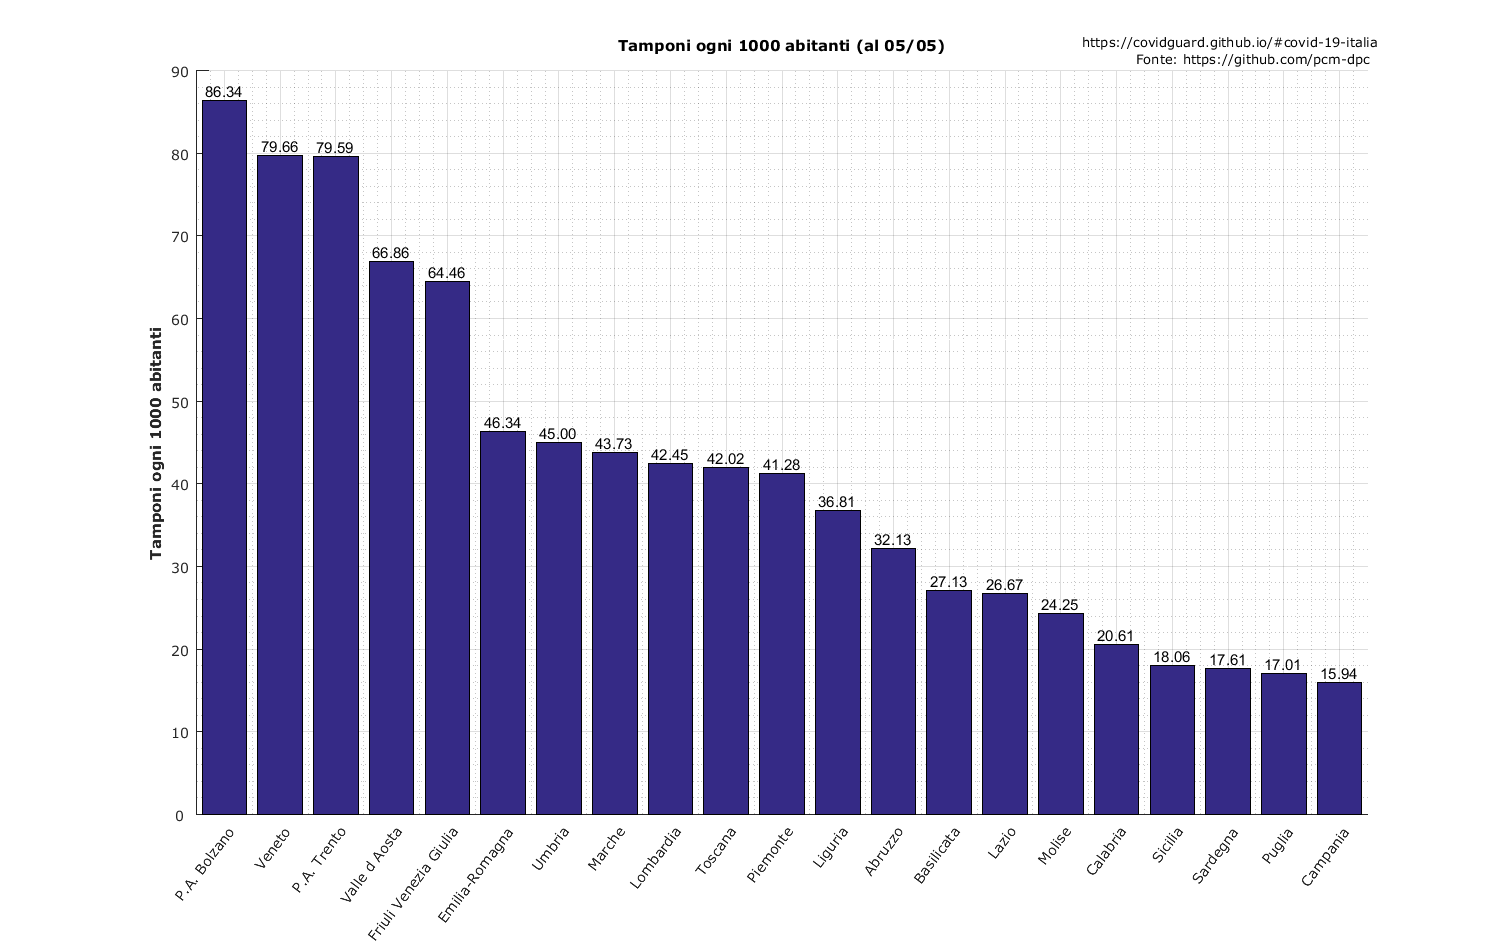 Tamponi ogni 1000 abitanti (al 05/05)
https://covidguard.github.io/#covid-19-italia
Fonte: https://github.com/pcm-dpc
Tamponi ogni 1000 abitanti
90
80
70
60
50
40
30
20
10
0
86.34
79.66
79.59
66.86
64.46
46.34
45.00
43.73
42.45
42.02
41.28
36.81
32.13
27.13
26.67
24.25
20.61
18.06
17.61
17.01
15.94
P.A. Bolzano
Veneto
P.A. Trento
Valle d Aosta
Friuli Venezia Giulia
Emilia-Romagna
Umbria
Marche
Lombardia
Toscana
Piemonte
Liguria
Abruzzo
Basilicata
Lazio
Molise
Calabria
Sicilia
Sardegna
Puglia
Campania